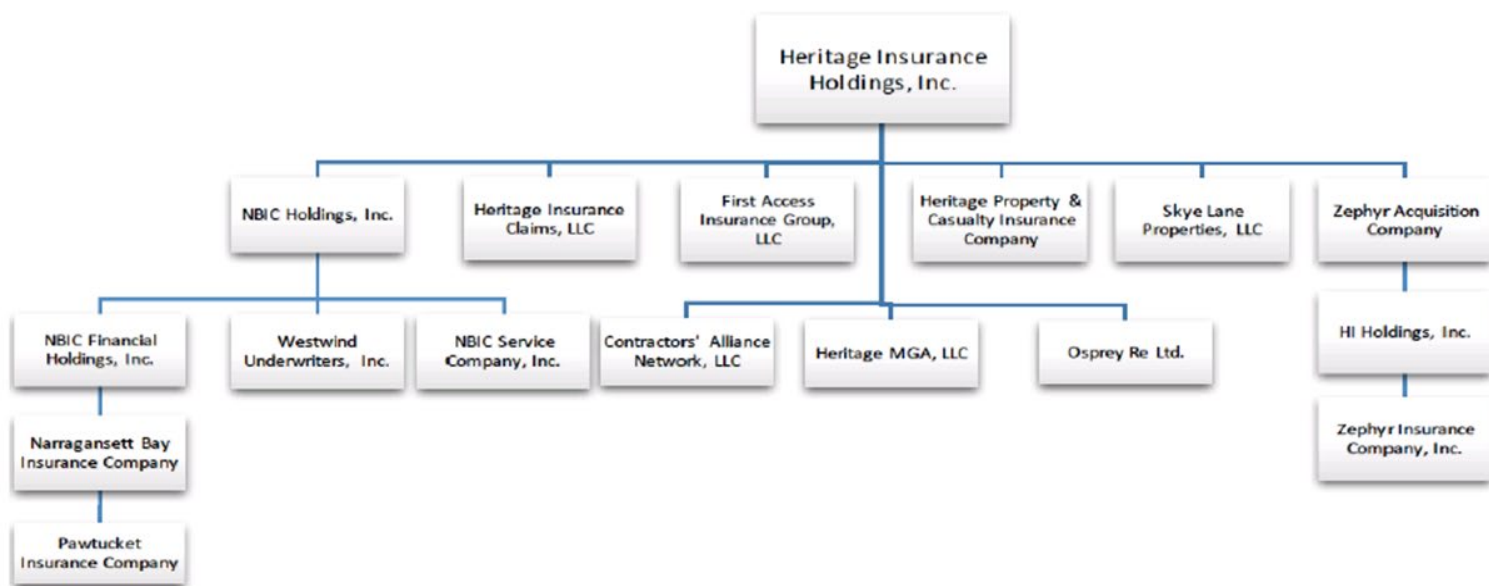 Heritage Insurance
Holdings, Inc.
NBIC Holdings, Inc.
Heritage Insurance
Claims, LLC
First Access
Insurance Group,
LLC
Heritage Property &
Casualty Insurance
Company
Skye Lane
Properties, LLC
Zephyr Acquisition
Company
NBIC Financial
Holdings, Inc.
Westwind
Underwriters, Inc.
NBIC Service
Company, Inc.
Contractors' Alliance
Network, LLC
Heritage MGA, LLC
Osprey Re Ltd.
HI Holdings, Inc.
Narragansett Bay
Insurance Company
Zephyr Insurance
Company, Inc.
Pawtucket
Insurance Company